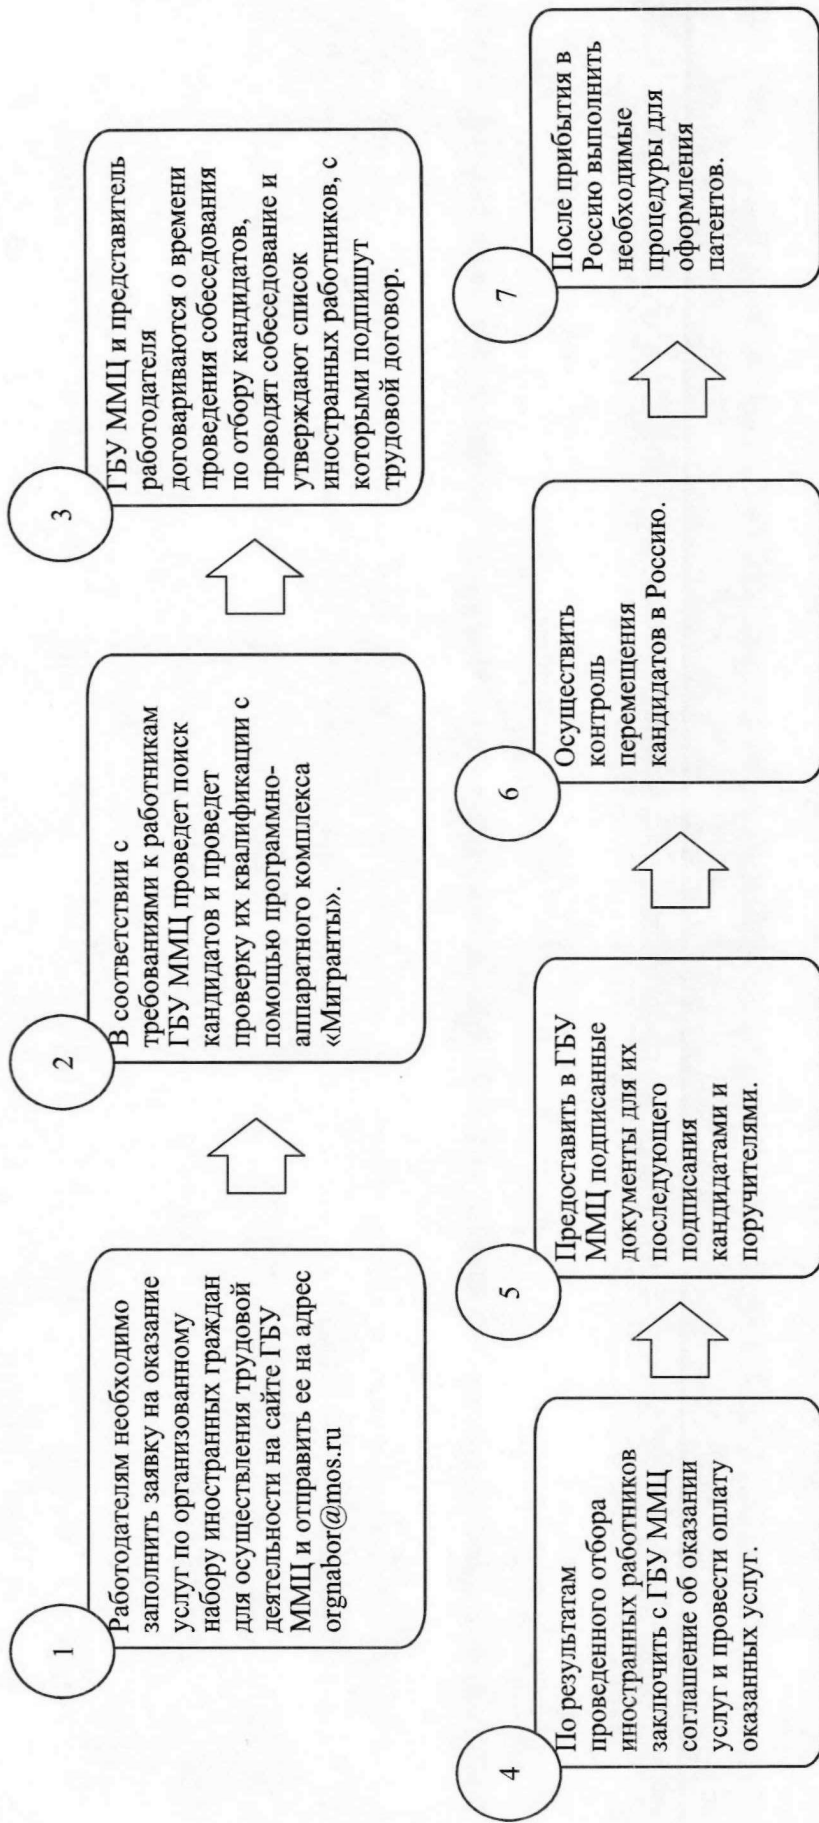 1
Работодателям необходимо
заполнить заявку на оказание
услуг по организованному
набору иностранных граждан
для осуществления трудовой
деятельности на сайте ГБУ
ММЦ и отправить ее на адрес
orgnabor@mos.ru
2
В соответствии с
требованиями к работникам
ГБУ ММЦ проведет поиск
кандидатов и проведет
проверку их квалификации с
помощью программно-
аппаратного комплекса
«Мигранты».
3
ГБУ ММЦ и представитель
работодателя
договариваются о времени
проведения собеседования
по отбору кандидатов,
проводят собеседование и
утверждают список
иностранных работников, с
которыми подпишут
трудовой договор.
4
По результатам
проведенного отбора
иностранных работников
заключить с ГБУ ММЦ
соглашение об оказании
услуг и провести оплату
оказанных услуг.
5
Предоставить в ГБУ
ММЦ подписанные
документы для их
последующего
подписания
кандидатами и
поручителями.
6
Осуществить
контроль
перемещения
кандидатов в Россию.
7
После прибытия в
Россию выполнить
необходимые
процедуры для
оформления
патентов.